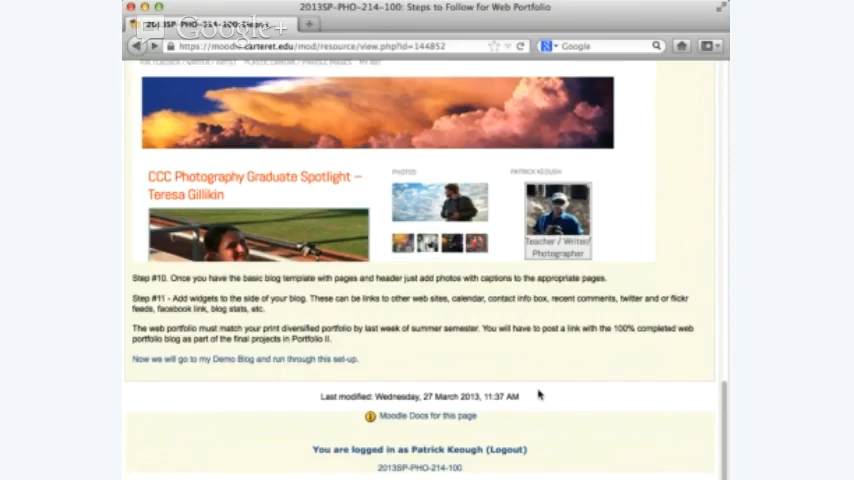 2013SP-PHO-214-100: Steps to Follow for Web Portfolio
Google+
https://moodle.carteret.edu/mod/resource/view.php?id=144852
Google
CCC Photography Graduate Spotlight –
Teresa Gillikin
PHOTOS
PATRICK KEOUGH
Teacher / Writer/
Photographer
Step #10. Once you have the basic blog template with pages and header just add photos with captions to the appropriate pages.
Step #11 - Add widgets to the side of your blog. These can be links to other web sites, calendar, contact info box, recent comments, twitter and or flickr
feeds, facebook link, blog stats, etc.
The web portfolio must match your print diversified portfolio by last week of summer semester. You will have to post a link with the 100% completed web
portfolio blog as part of the final projects in Portfolio II.
Now we will go to my Demo Blog and run through this set-up.
Last modified: Wednesday, 27 March 2013, 11:37 AM
Moodle Docs for this page
You are logged in as Patrick Keough (Logout)
2013SP-PHO-214-100